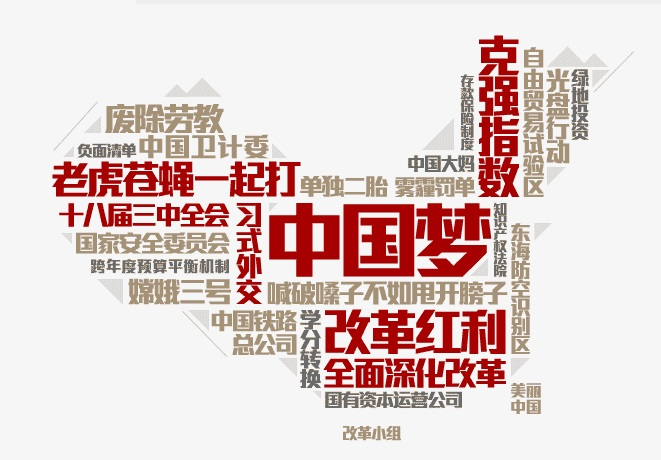 克强指数
自由贸易试验区
光盘行动
绿地投资
存款保险制度
废除劳教
负面清单
中国卫计委
中国大妈
老虎苍蝇一起打
单独二胎
雾霾罚单
十八届三中全会
习式外交
中国梦
知识产权法院
东海防空识别区
国家安全委员会
跨年度预算平衡机制
嫦娥三号
喊破嗓子不如甩开膀子
中国铁路
总公司
学分转换
改革红利
全面深化改革
国有资本运营公司
美丽
中国
改革小组